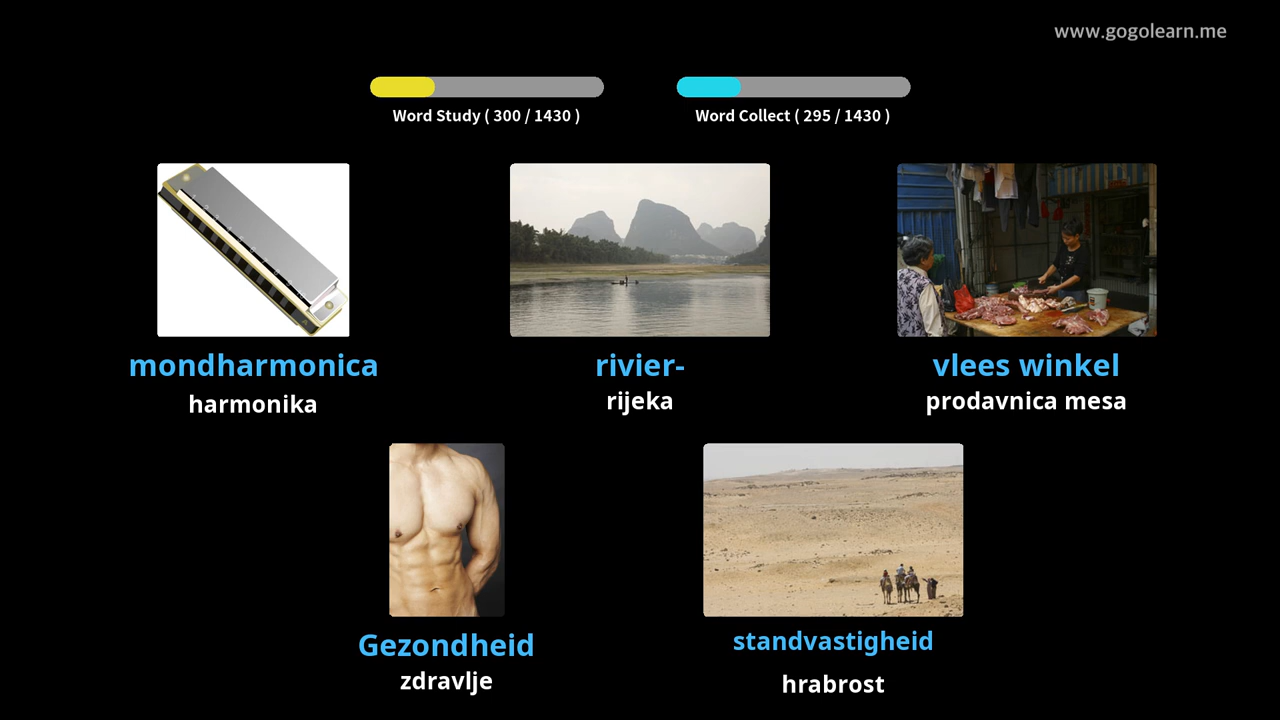 www.gogolearn.me
Word Study ( 300 / 1430 )
Word Collect ( 295 / 1430 )
mondharmonica
harmonika
rivier-
rijeka
vlees winkel
prodavnica mesa
Gezondheid
zdravlje
standvastigheid
hrabrost